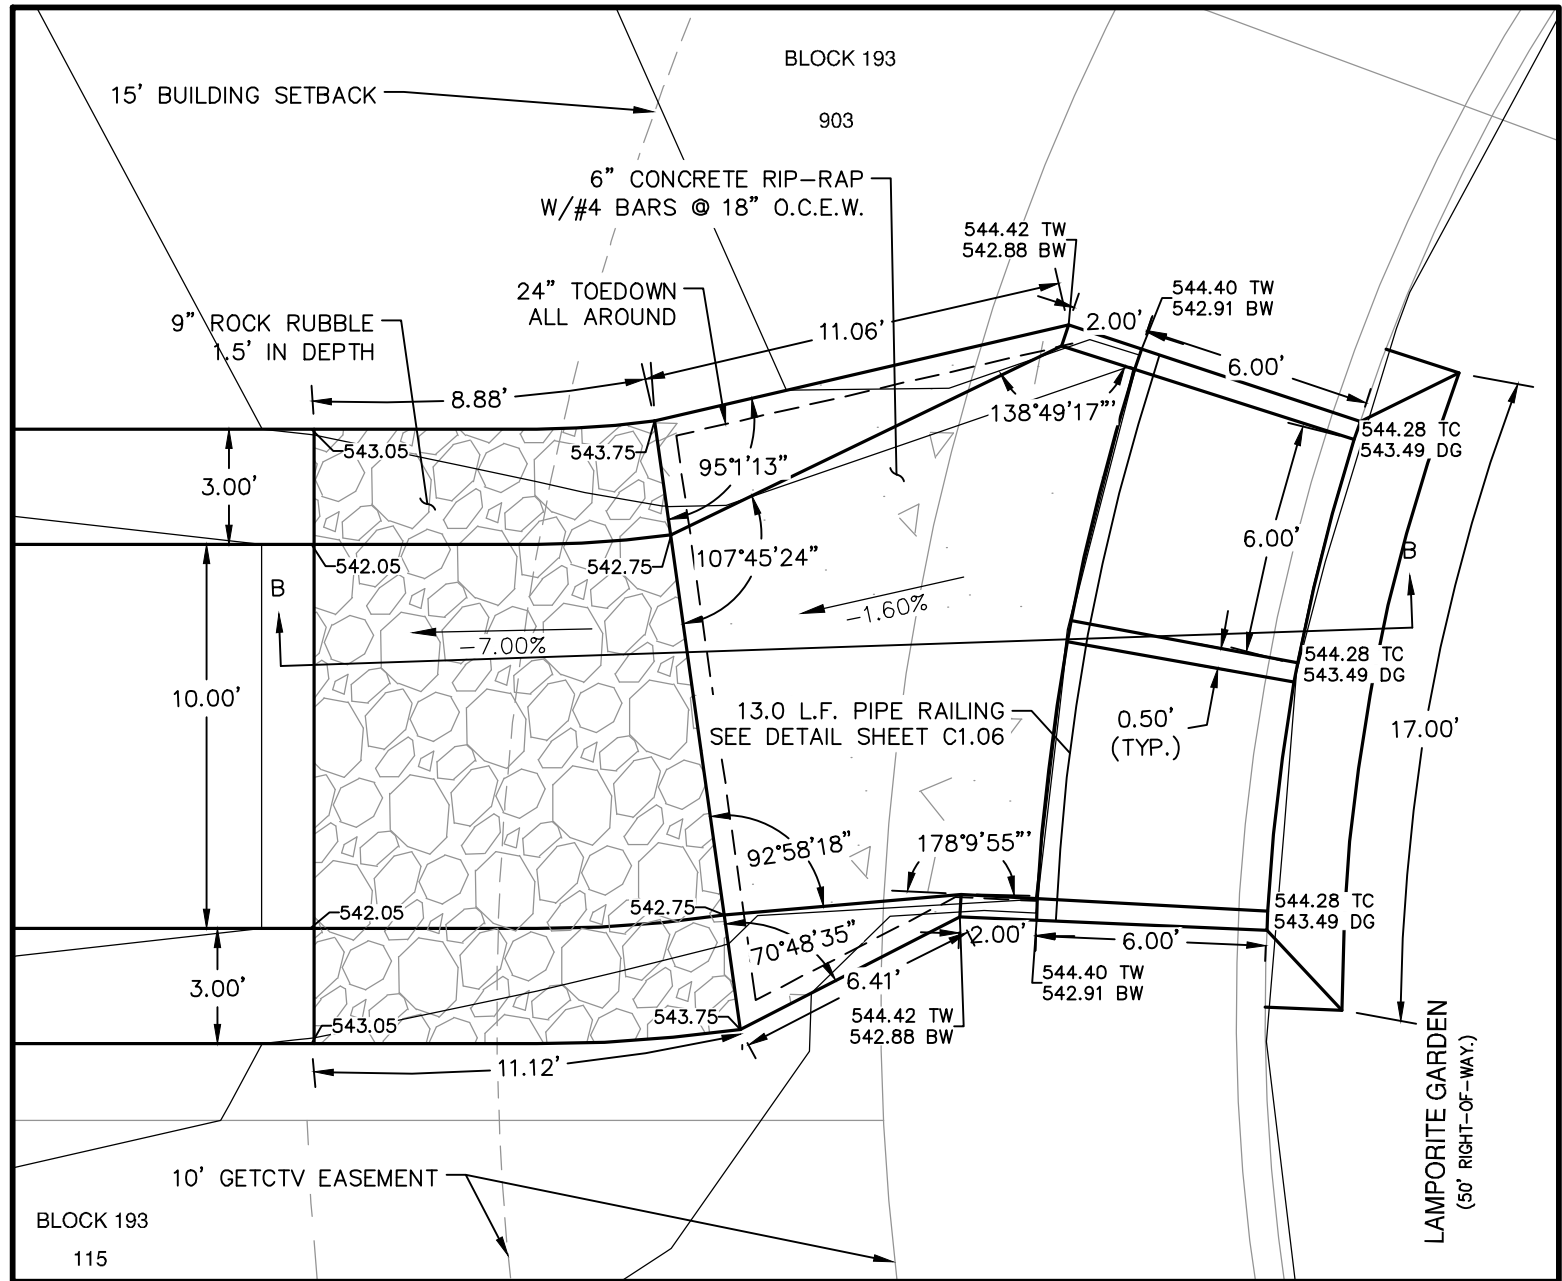 BLOCK 193
903
15' BUILDING SETBACK
6" CONCRETE RIP-RAP
W/#4 BARS @ 18" O.C.E.W.
544.42 TW
542.88 BW
24" TOEDOWN
ALL AROUND
544.40 TW
542.91 BW
9" ROCK RUBBLE
1.5' IN DEPTH
11.06'
2.00'
6.00'
8.88'
138°49'17"'
544.28 TC
543.49 DG
543.05
543.75
95°1'13"
3.00'
6.00'
542.05
542.75
107°45'24"
B
B
-1.60%
-7.00%
544.28 TC
543.49 DG
10.00'
13.0 L.F. PIPE RAILING
SEE DETAIL SHEET C1.06
0.50'
(TYP.)
17.00'
92°58'18"
178°9'55"'
542.05
542.75
544.28 TC
543.49 DG
70°48'35"
2.00'
6.00'
3.00'
6.41'
544.40 TW
542.91 BW
543.05
543.75
544.42 TW
542.88 BW
11.12'
LAMPORITE GARDEN
(50' RIGHT-OF-WAY.)
10' GETCTV EASEMENT
BLOCK 193
115